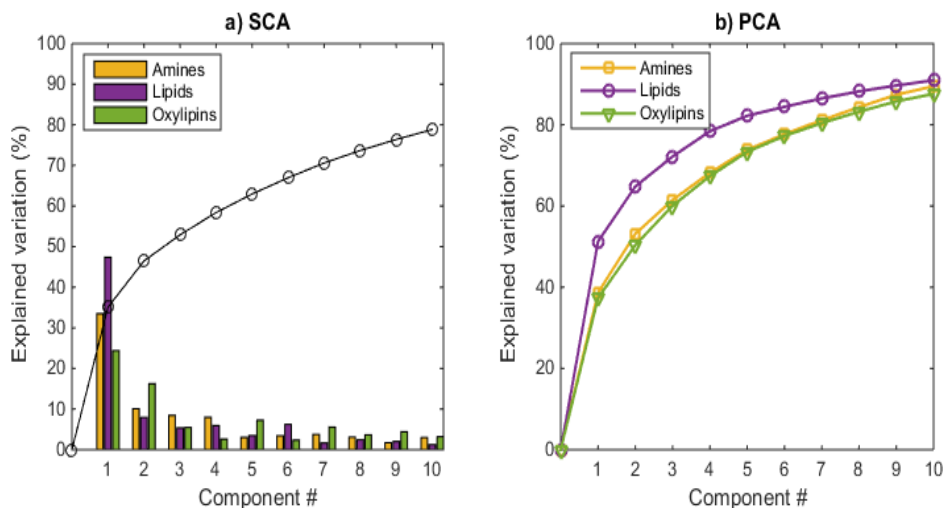 a) SCA
Explained variation (%)
100
90
80
70
60
50
40
30
20
10
0
Amines
Lipids
Oxylipins
1 2 3 4 5 6 7 8 9 10
Component #
b) PCA
Explained variation (%)
100
80
60
40
20
0
Amines
Lipids
Oxylipins
1 2 3 4 5 6 7 8 9 10
Component #